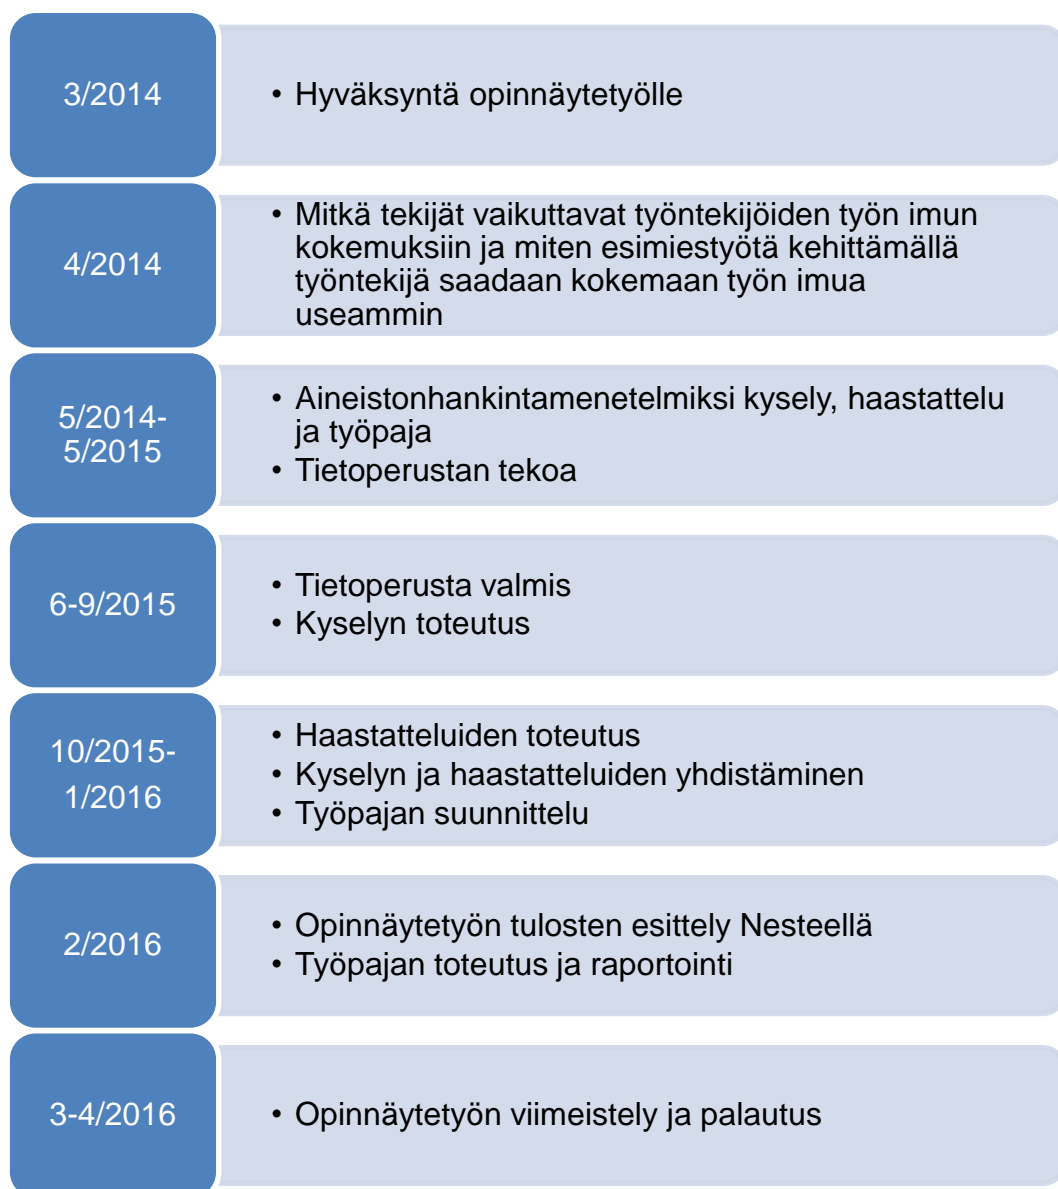 3/2014
• Hyväksyntä opinnäytetyölle
4/2014
• Mitkä tekijät vaikuttavat työntekijöiden työn imun
kokemuksiin ja miten esimiestyötä kehittämällä
työntekijä saadaan kokemaan työn imua
useammin
5/2014-
5/2015
• Aineistonhankintamenetelmiksi kysely, haastattelu
ja työpaja
• Tietoperustan tekoa
6-9/2015
• Tietoperusta valmis
• Kyselyn toteutus
10/2015-
1/2016
• Haastatteluiden toteutus
• Kyselyn ja haastatteluiden yhdistäminen
• Työpajan suunnittelu
2/2016
• Opinnäytetyön tulosten esittely Nesteellä
• Työpajan toteutus ja raportointi
3-4/2016
• Opinnäytetyön viimeistely ja palautus